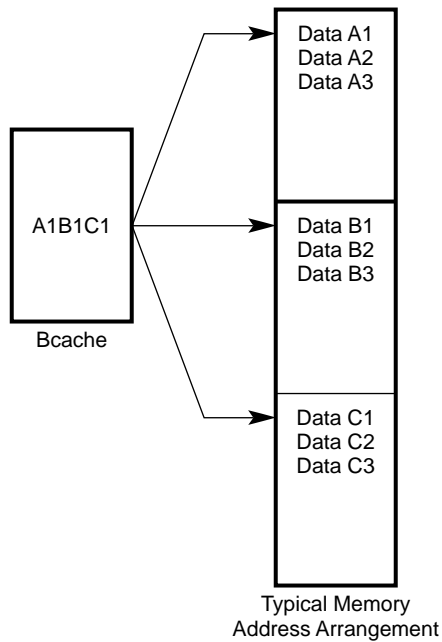 Data A1
Data A2
Data A3
A1B1C1
Data B1
Data B2
Data B3
Bcache
Data C1
Data C2
Data C3
Typical Memory
Address Arrangement